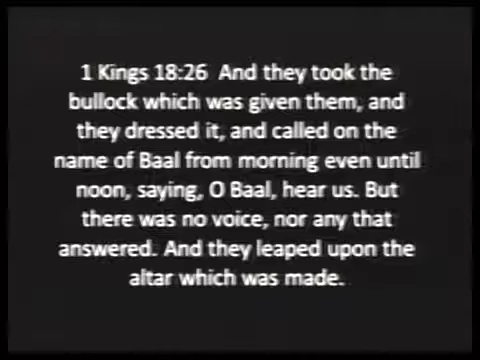 1 Kings 18:26 And they took the
bullock which was given them, and
they dressed it, and called on the
name of Baal from morning even until
noon, saying, O Baal, hear us. But
there was no voice, nor any that
answered. And they leaped upon the
altar which was made.